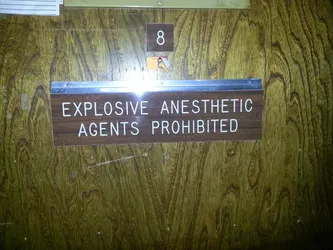 8
EXPLOSIVE ANESTHETIC
AGENTS PROHIBITED